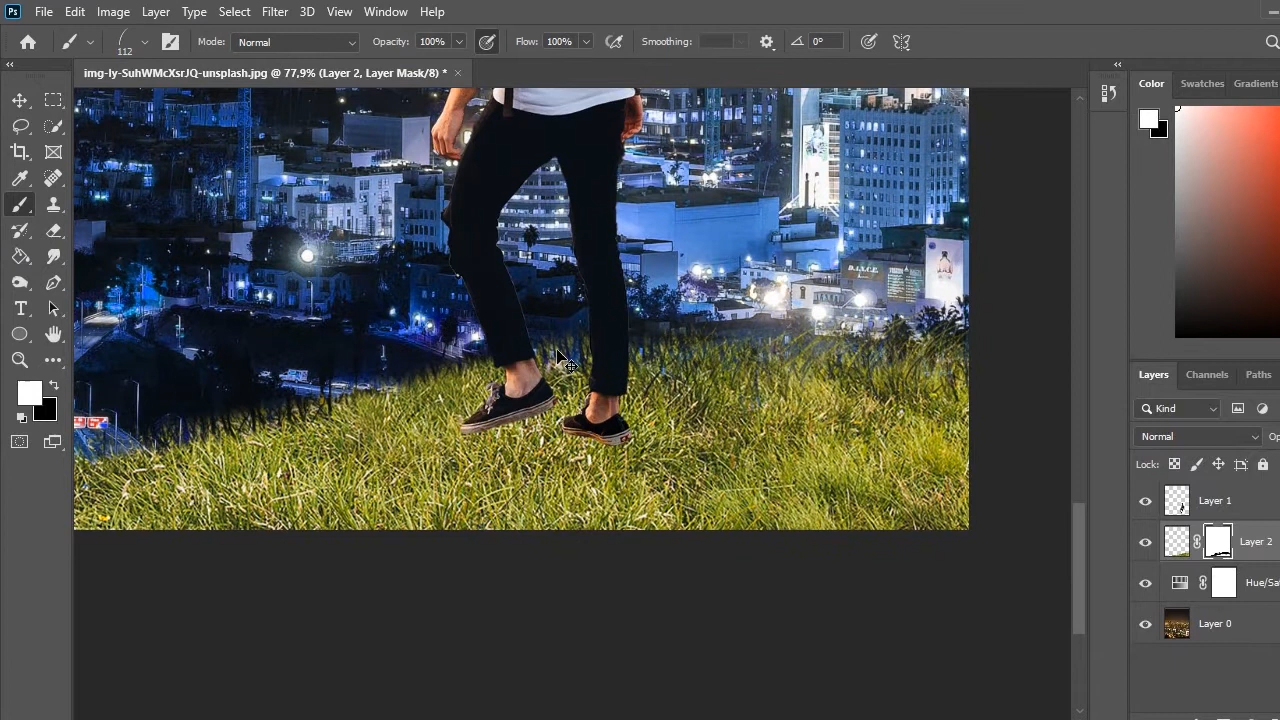 Ps File Edit Image Layer Type Select Filter 3D View Window Help
112 Mode: Normal Opacity: 100% Flow: 100% Smoothing: 0°
img-ly-SuhWMcXsrJQ-unsplash.jpg @ 77,9% (Layer 2, Layer Mask/8) * ×
Color Swatches Gradients
Layers Channels Paths
Kind
Normal Op
Lock:
Layer 1
Layer 2
Hue/Sa
Layer 0